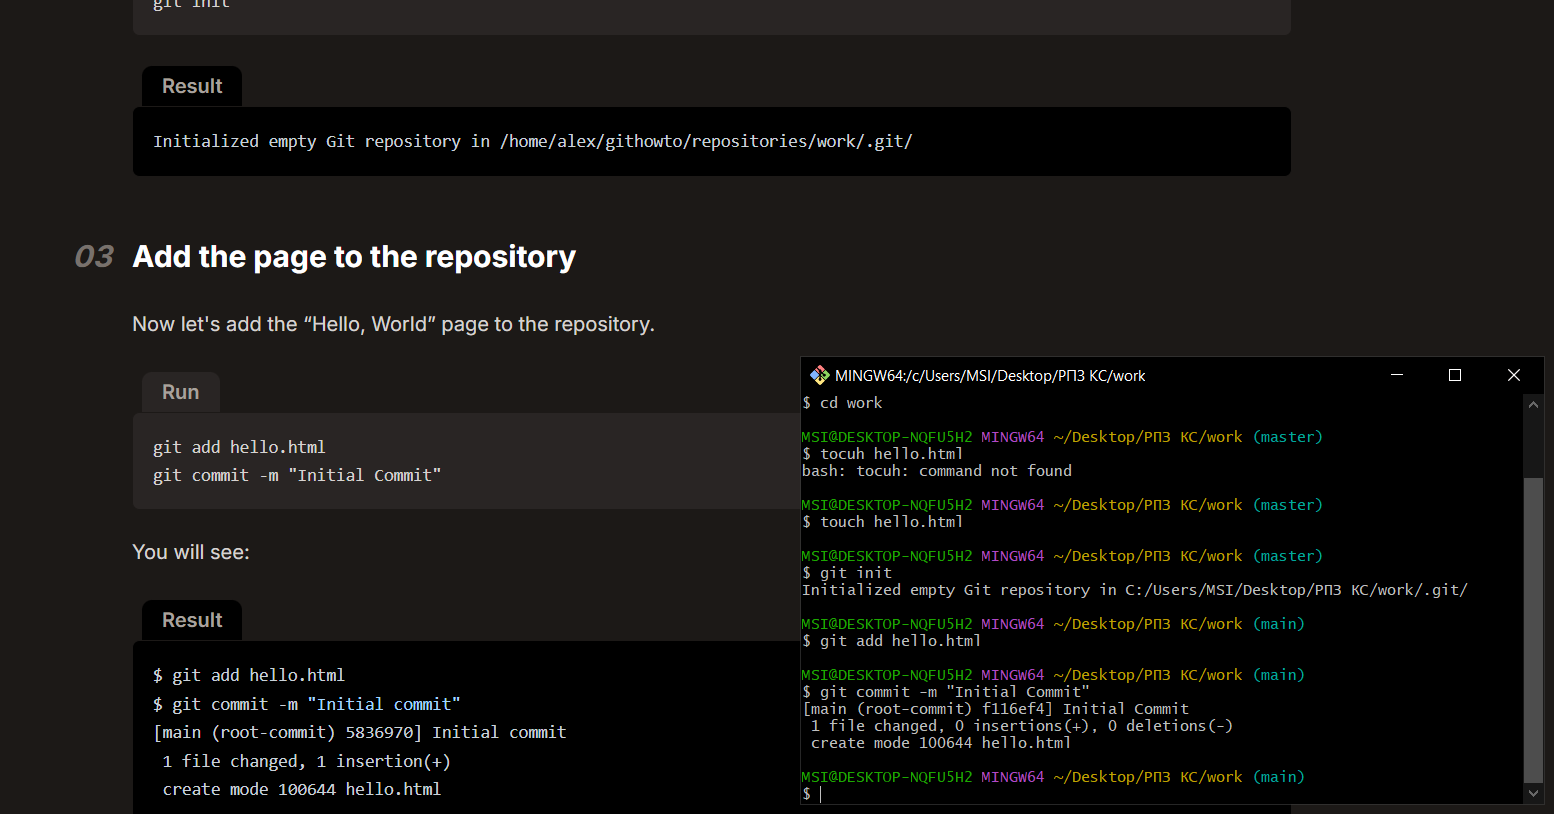 git init
Result
Initialized empty Git repository in /home/alex/githowto/repositories/work/.git/
03 Add the page to the repository
Now let's add the “Hello, World” page to the repository.
Run
git add hello.html
git commit -m "Initial Commit"
You will see:
Result
$ git add hello.html
$ git commit -m "Initial commit"
[main (root-commit) 5836970] Initial commit
1 file changed, 1 insertion(+)
create mode 100644 hello.html
MINGW64:/c/Users/MSI/Desktop/РПЗ КС/work
$ cd work
MSI@DESKTOP-NQFU5H2 MINGW64 ~/Desktop/РПЗ КС/work (master)
$ tocuh hello.html
bash: tocuh: command not found
MSI@DESKTOP-NQFU5H2 MINGW64 ~/Desktop/РПЗ КС/work (master)
$ touch hello.html
MSI@DESKTOP-NQFU5H2 MINGW64 ~/Desktop/РПЗ КС/work (master)
$ git init
Initialized empty Git repository in C:/Users/MSI/Desktop/РПЗ КС/work/.git/
MSI@DESKTOP-NQFU5H2 MINGW64 ~/Desktop/РПЗ КС/work (main)
$ git add hello.html
MSI@DESKTOP-NQFU5H2 MINGW64 ~/Desktop/РПЗ КС/work (main)
$ git commit -m "Initial Commit"
[main (root-commit) f116ef4] Initial Commit
1 file changed, 0 insertions(+), 0 deletions(-)
create mode 100644 hello.html
MSI@DESKTOP-NQFU5H2 MINGW64 ~/Desktop/РПЗ КС/work (main)
$